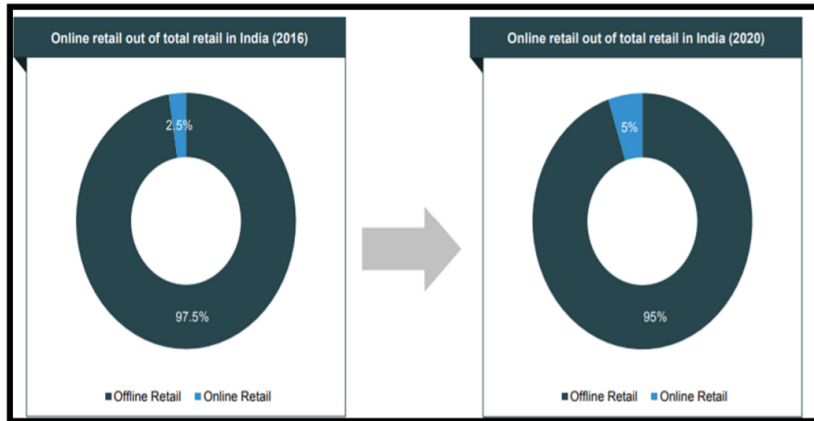 Online retail out of total retail in India (2016)
2.5%
97.5%
Offline Retail Online Retail
Online retail out of total retail in India (2020)
5%
95%
Offline Retail Online Retail